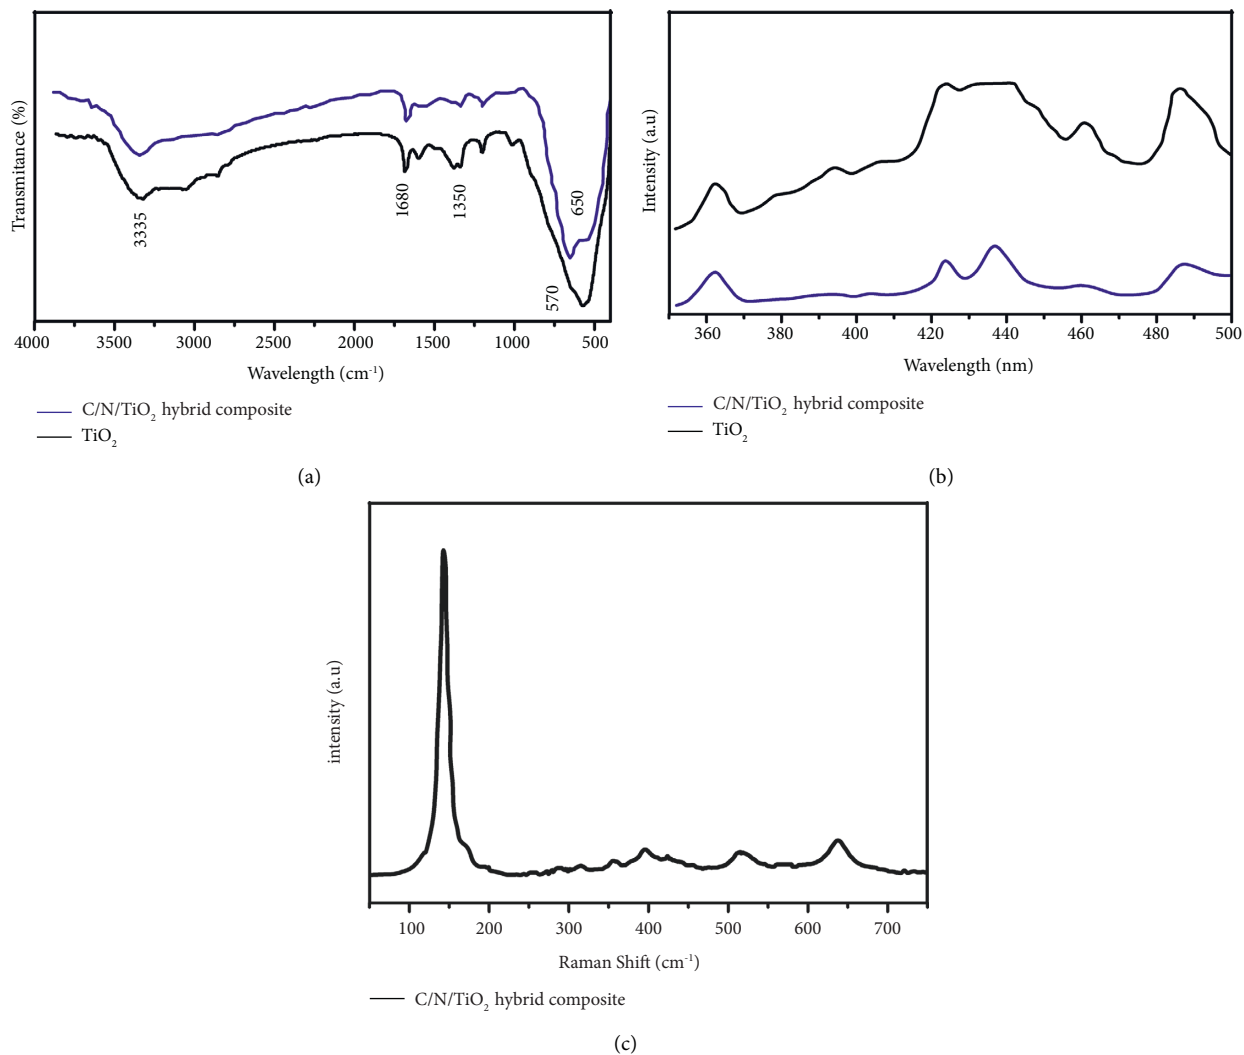 Transmitance (%)
3335
1680
1350
650
570
4000 3500 3000 2500 2000 1500 1000 500
Wavelength (cm-1)
C/N/TiO2 hybrid composite
TiO2
(a)
Intensity (a.u)
360 380 400 420 440 460 480 500
Wavelength (nm)
C/N/TiO2 hybrid composite
TiO2
(b)
intensity (a.u)
100 200 300 400 500 600 700
Raman Shift (cm-1)
C/N/TiO2 hybrid composite
(c)